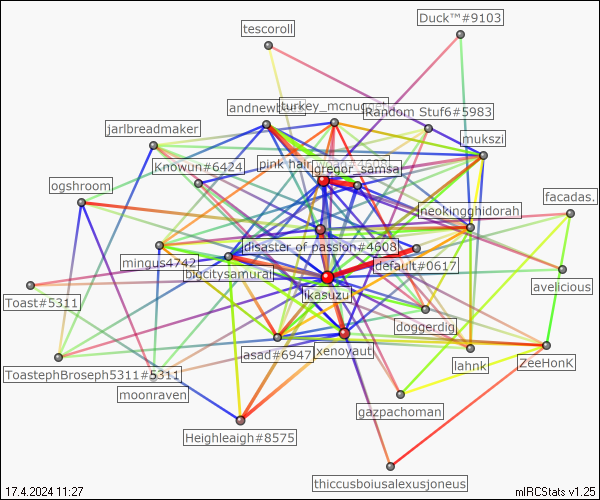 Duck™#9103
tescoroll
andnew
turkey_mcnugget
Random Stuf6#5983
jarlbreadmaker
mukszi
Knowun#6424
pink hair
gregor_samsa
ogshroom
facadas.
neokingghidorah
disaster of passion#4608
mingus4742
default#0617
bigcitysamurai
avelicious
Toast#5311
ikasuzu
doggerdig
asad#6947
xenoyaut
lahnk
ZeeHonK
ToastephBroseph5311#5311
moonraven
gazpachoman
Heighleaigh#8575
thiccusboiusalexusjoneus
17.4.2024 11:27
mIRCStats v1.25